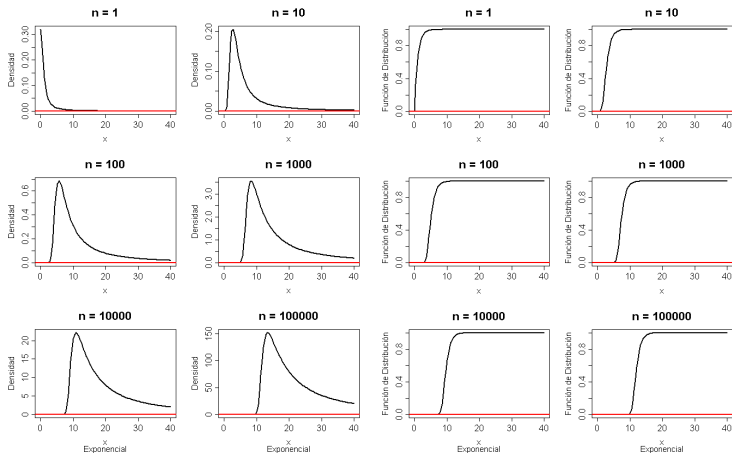 n = 1
0.00 0.10 0.20 0.30
Densidad
0 10 20 30 40
x
n = 10
0.00 0.10 0.20
Densidad
0 10 20 30 40
x
n = 1
0.0 0.4 0.8
Función de Distribución
0 10 20 30 40
x
n = 10
0.0 0.4 0.8
Función de Distribución
0 10 20 30 40
x
n = 100
0.0 0.2 0.4 0.6
Densidad
0 10 20 30 40
x
n = 1000
0.0 1.0 2.0 3.0
Densidad
0 10 20 30 40
x
n = 100
0.0 0.4 0.8
Función de Distribución
0 10 20 30 40
x
n = 1000
0.0 0.4 0.8
Función de Distribución
0 10 20 30 40
x
n = 10000
0 5 10 15 20
Densidad
0 10 20 30 40
x
Exponencial
n = 100000
0 50 100 150
Densidad
0 10 20 30 40
x
Exponencial
n = 10000
0.0 0.4 0.8
Función de Distribución
0 10 20 30 40
x
Exponencial
n = 100000
0.0 0.4 0.8
Función de Distribución
0 10 20 30 40
x
Exponencial